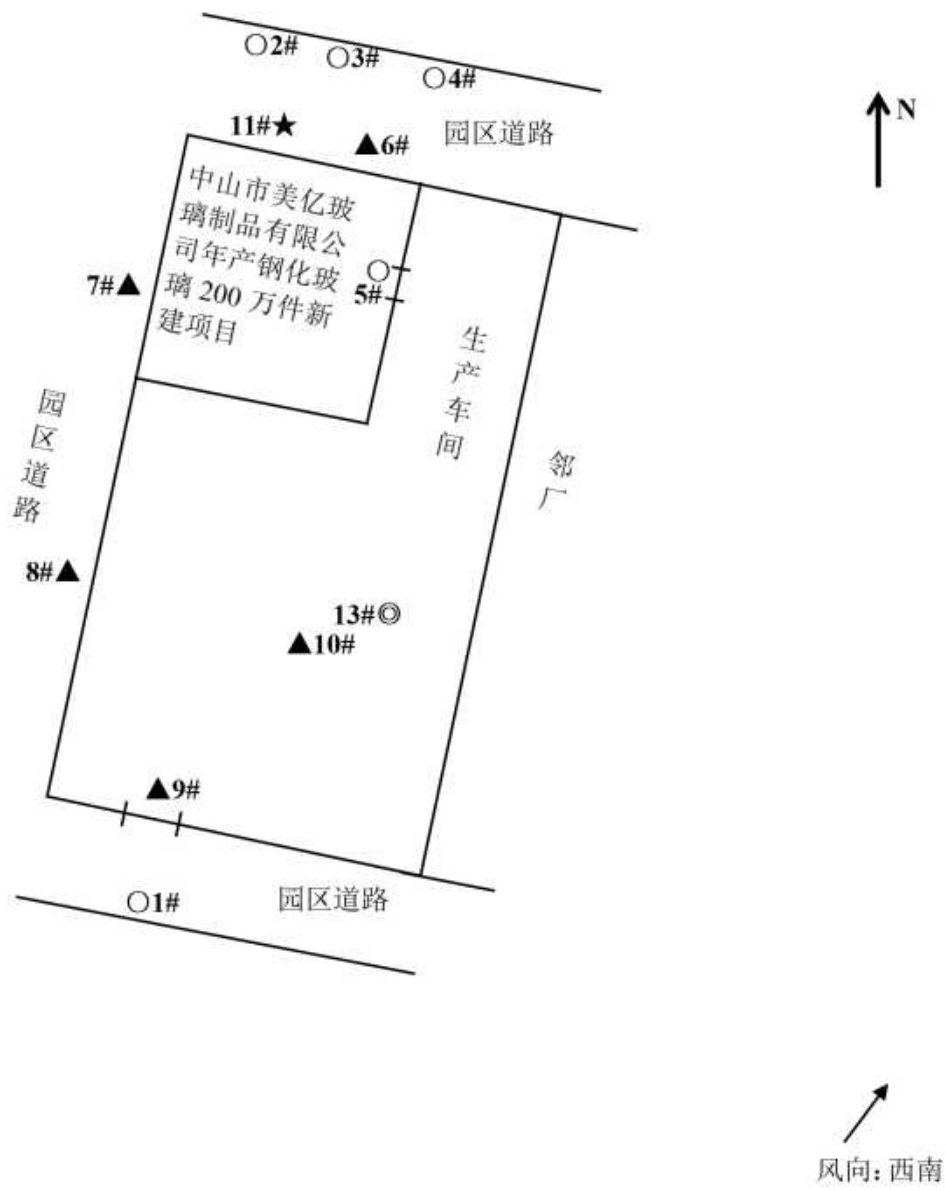 ○2#
○3#
○4#
N
11#★
▲6#
园区道路
中山市美亿玻
璃制品有限公
司年产钢化玻
璃 200 万件新
建项目
○
5#
7#▲
生产车间
园区道路
邻厂
8#▲
13#◎
▲10#
▲9#
○1#
园区道路
风向：西南